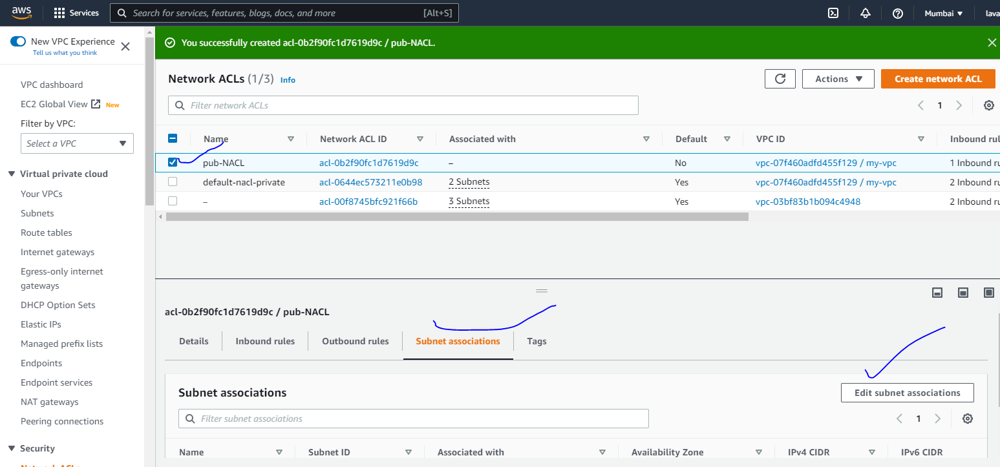 aws Services Search for services, features, blogs, docs, and more [Alt+S] Mumbai ▼ lava
New VPC Experience
Tell us what you think
VPC dashboard
EC2 Global View New
Filter by VPC:
Select a VPC
Virtual private cloud
Your VPCs
Subnets
Route tables
Internet gateways
Egress-only internet
gateways
DHCP Option Sets
Elastic IPs
Managed prefix lists
Endpoints
Endpoint services
NAT gateways
Peering connections
Security
Network ACLs
You successfully created acl-0b2f90fc1d7619d9c / pub-NACL.
Network ACLs (1/3) Info
Actions ▼ Create network ACL
Filter network ACLs
1
Name Network ACL ID Associated with Default VPC ID Inbound rul
pub-NACL acl-0b2f90fc1d7619d9c – No vpc-07f460adfd455f129 / my-vpc 1 Inbound ru
default-nacl-private acl-0644ec573211e0b98 2 Subnets Yes vpc-07f460adfd455f129 / my-vpc 2 Inbound ru
– acl-00f8745bfc921f66b 3 Subnets Yes vpc-03bf83b1b094c4948 2 Inbound ru
acl-0b2f90fc1d7619d9c / pub-NACL
Details Inbound rules Outbound rules Subnet associations Tags
Subnet associations Edit subnet associations
Filter subnet associations
1
Name Subnet ID Associated with Availability Zone IPv4 CIDR IPv6 CIDR